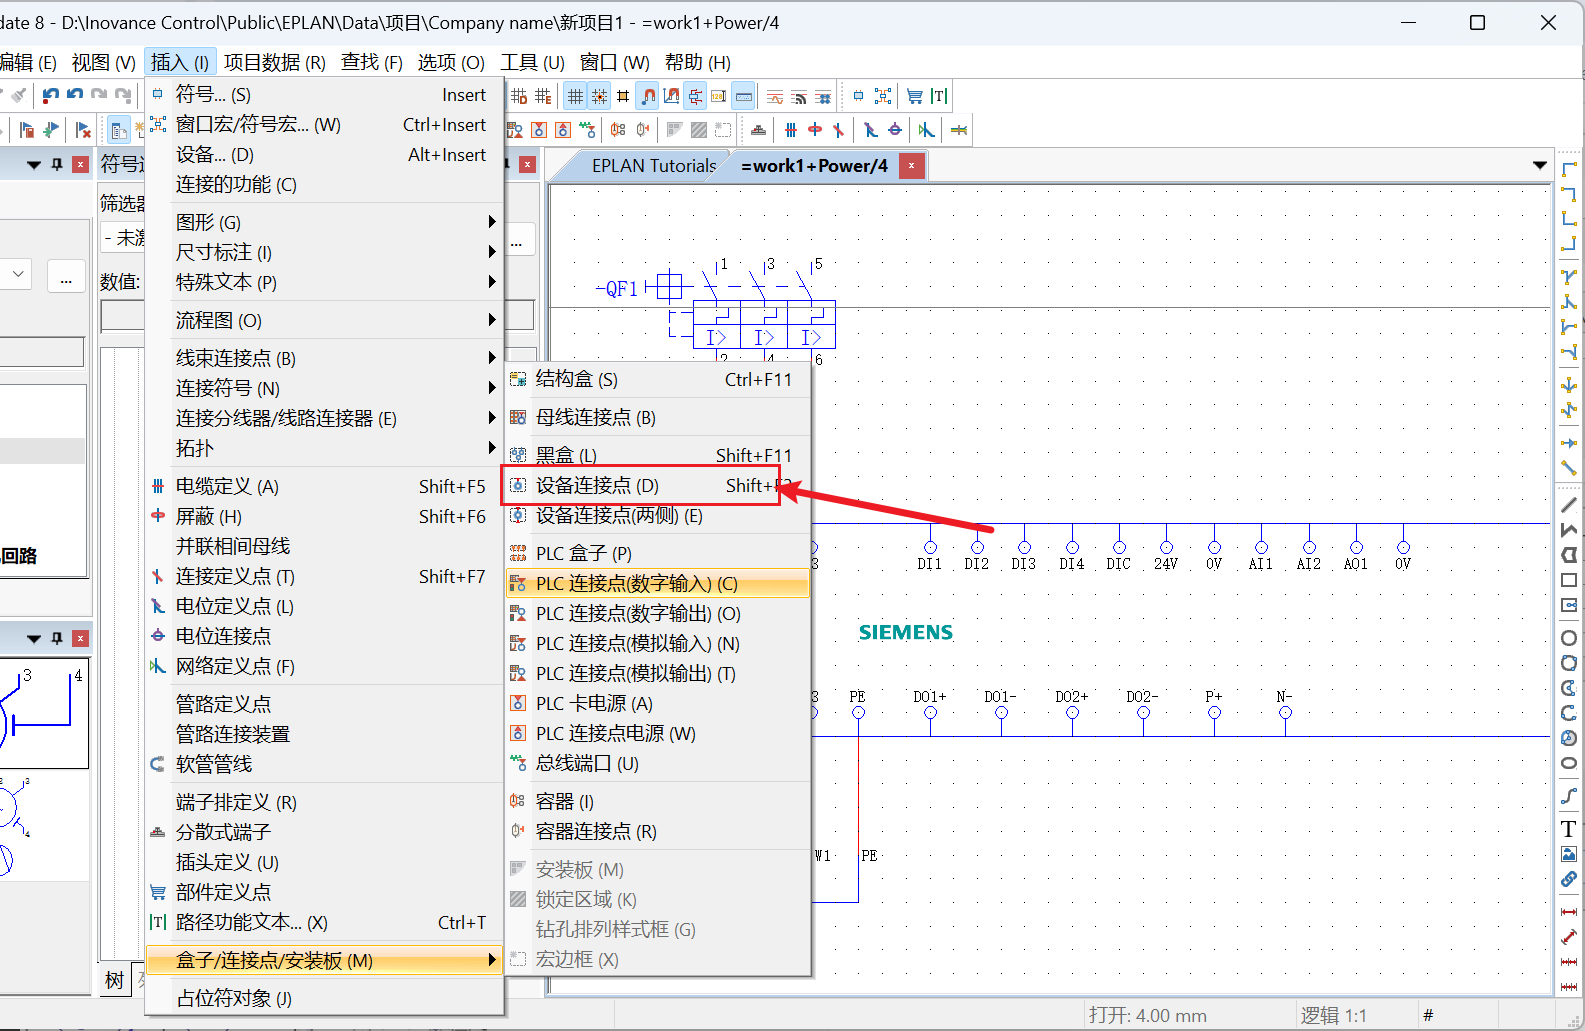 date 8 - D:\Inovance Control\Public\EPLAN\Data\项目\Company name\新项目1 - =work1+Power/4
编辑 (E) 视图 (V) 插入 (I) 项目数据 (R) 查找 (F) 选项 (O) 工具 (U) 窗口 (W) 帮助 (H)
符号... (S) Insert
窗口宏/符号宏... (W) Ctrl+Insert
设备... (D) Alt+Insert
连接的功能 (C)
图形 (G)
尺寸标注 (I)
特殊文本 (P)
流程图 (O)
线束连接点 (B)
连接符号 (N)
连接分线器/线路连接器 (E)
拓扑
电缆定义 (A) Shift+F5
屏蔽 (H) Shift+F6
并联相间母线
连接定义点 (T) Shift+F7
电位定义点 (L)
电位连接点
网络定义点 (F)
管路定义点
管路连接装置
软管管线
端子排定义 (R)
分散式端子
插头定义 (U)
部件定义点
路径功能文本... (X) Ctrl+T
盒子/连接点/安装板 (M)
占位符对象 (J)
结构盒 (S) Ctrl+F11
母线连接点 (B)
黑盒 (L) Shift+F11
设备连接点 (D) Shift+
设备连接点(两侧) (E)
PLC 盒子 (P)
PLC 连接点(数字输入) (C)
PLC 连接点(数字输出) (O)
PLC 连接点(模拟输入) (N)
PLC 连接点(模拟输出) (T)
PLC 卡电源 (A)
PLC 连接点电源 (W)
总线端口 (U)
容器 (I)
容器连接点 (R)
安装板 (M)
锁定区域 (K)
钻孔排列样式框 (G)
宏边框 (X)
符号
筛选器
- 未激
...
数值:
...
回路
3 4
2 3
4
树
EPLAN Tutorials =work1+Power/4
1 3 5
-QF1
I> I> I>
2 4 6
3 DI1 DI2 DI3 DI4 DIC 24V 0V AI1 AI2 AO1 0V
SIEMENS
3 PE DO1+ DO1- DO2+ DO2- P+ N-
W1 PE
T
打开: 4.00 mm 逻辑 1:1 #